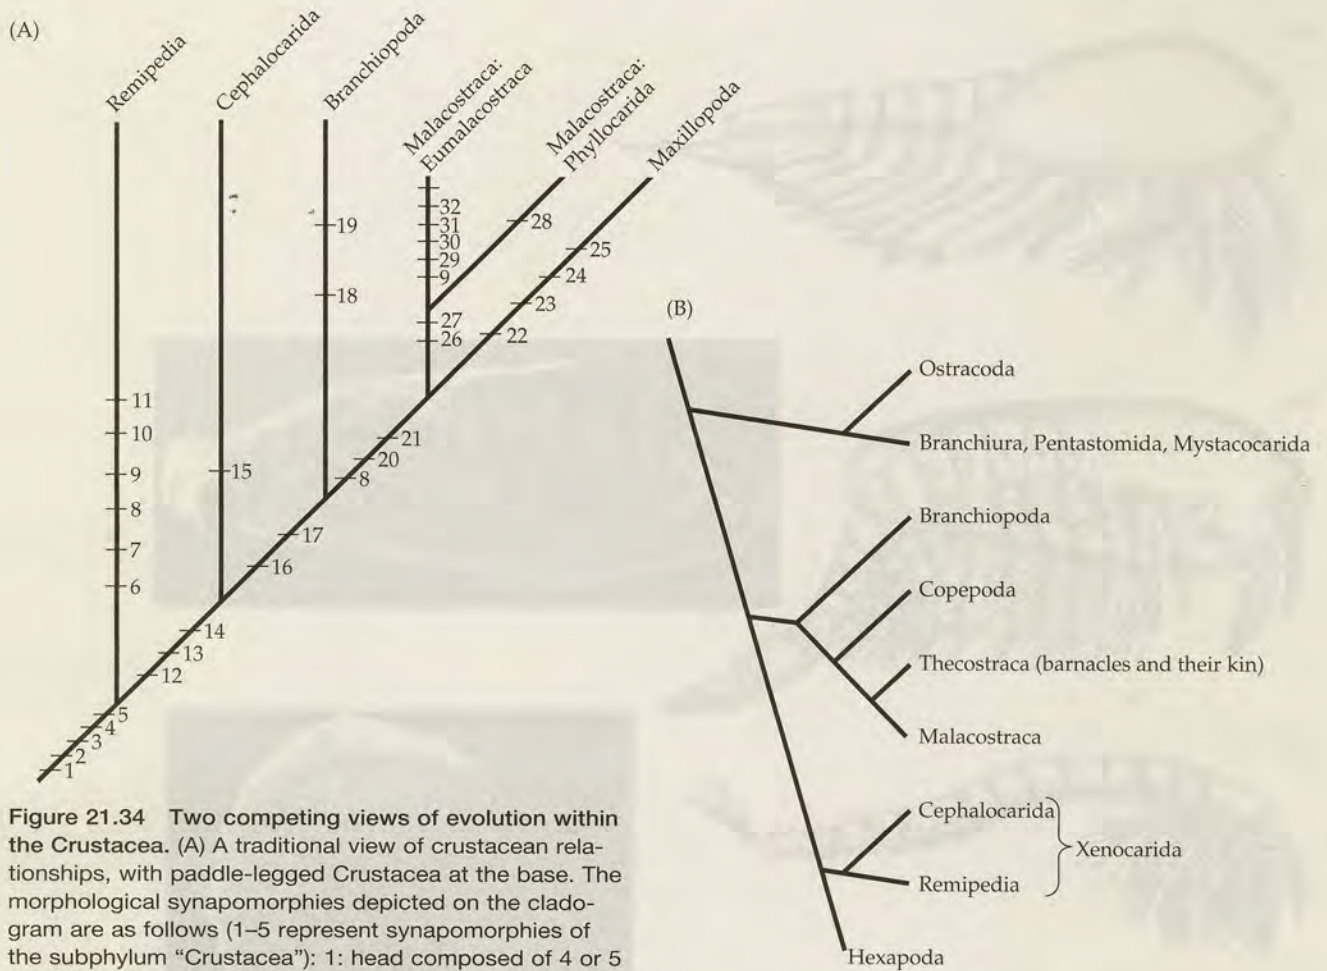 (A)
Remipedia
Cephalocarida
Branchiopoda
Malacostraca:
Eumalacostraca
Malacostraca:
Phyllocarida
Maxillopoda
32
31
30
29
9
28
27
26
25
24
23
22
19
18
11
10
9
8
7
6
15
21
20
8
17
16
14
13
12
5
4
3
2
1
(B)
Ostracoda
Branchiura, Pentastomida, Mystacocarida
Branchiopoda
Copepoda
Thecostraca (barnacles and their kin)
Malacostraca
Cephalocarida
Xenocarida
Remipedia
Hexapoda
Figure 21.34 Two competing views of evolution within
the Crustacea. (A) A traditional view of crustacean rela-
tionships, with paddle-legged Crustacea at the base. The
morphological synapomorphies depicted on the clado-
gram are as follows (1–5 represent synapomorphies of
the subphylum "Crustacea"): 1: head composed of 4 or 5